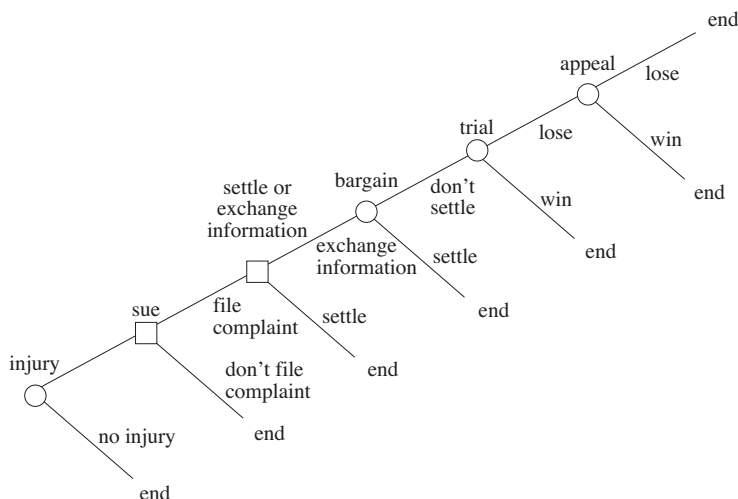 end
appeal
lose
trial
lose
win
end
settle or
exchange
information
bargain
don't
settle
win
end
exchange
information
settle
end
sue
file
complaint
settle
end
injury
don't file
complaint
end
no injury
end